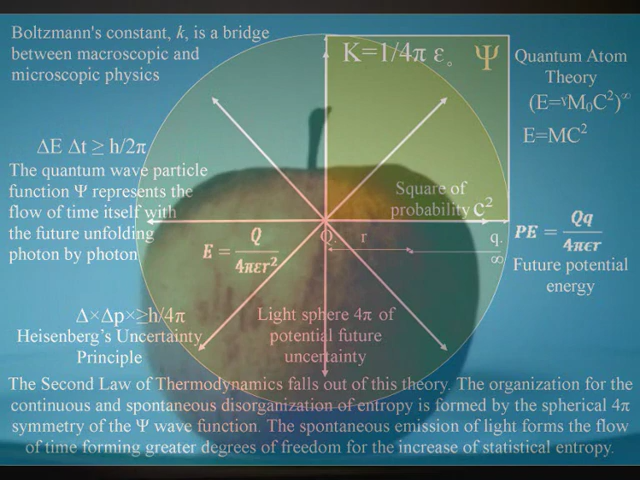 Boltzmann's constant, k, is a bridge
between macroscopic and
microscopic physics
K=1/4π ε。
Ψ
Quantum Atom
Theory
(E=ᵞM₀C²)∞
E=MC²
ΔE Δt ≥ h/2π
The quantum wave particle
function Ψ represents the
flow of time itself with
the future unfolding
photon by photon
Square of
probability c²
E = Q/4πεr²
Q. r q.
∞
PE = Qq/4πεr
Future potential
energy
Δ×Δp×≥h/4π
Heisenberg's Uncertainty
Principle
Light sphere 4π of
potential future
uncertainty
The Second Law of Thermodynamics falls out of this theory. The organization for the
continuous and spontaneous disorganization of entropy is formed by the spherical 4π
symmetry of the Ψ wave function. The spontaneous emission of light forms the flow
of time forming greater degrees of freedom for the increase of statistical entropy.